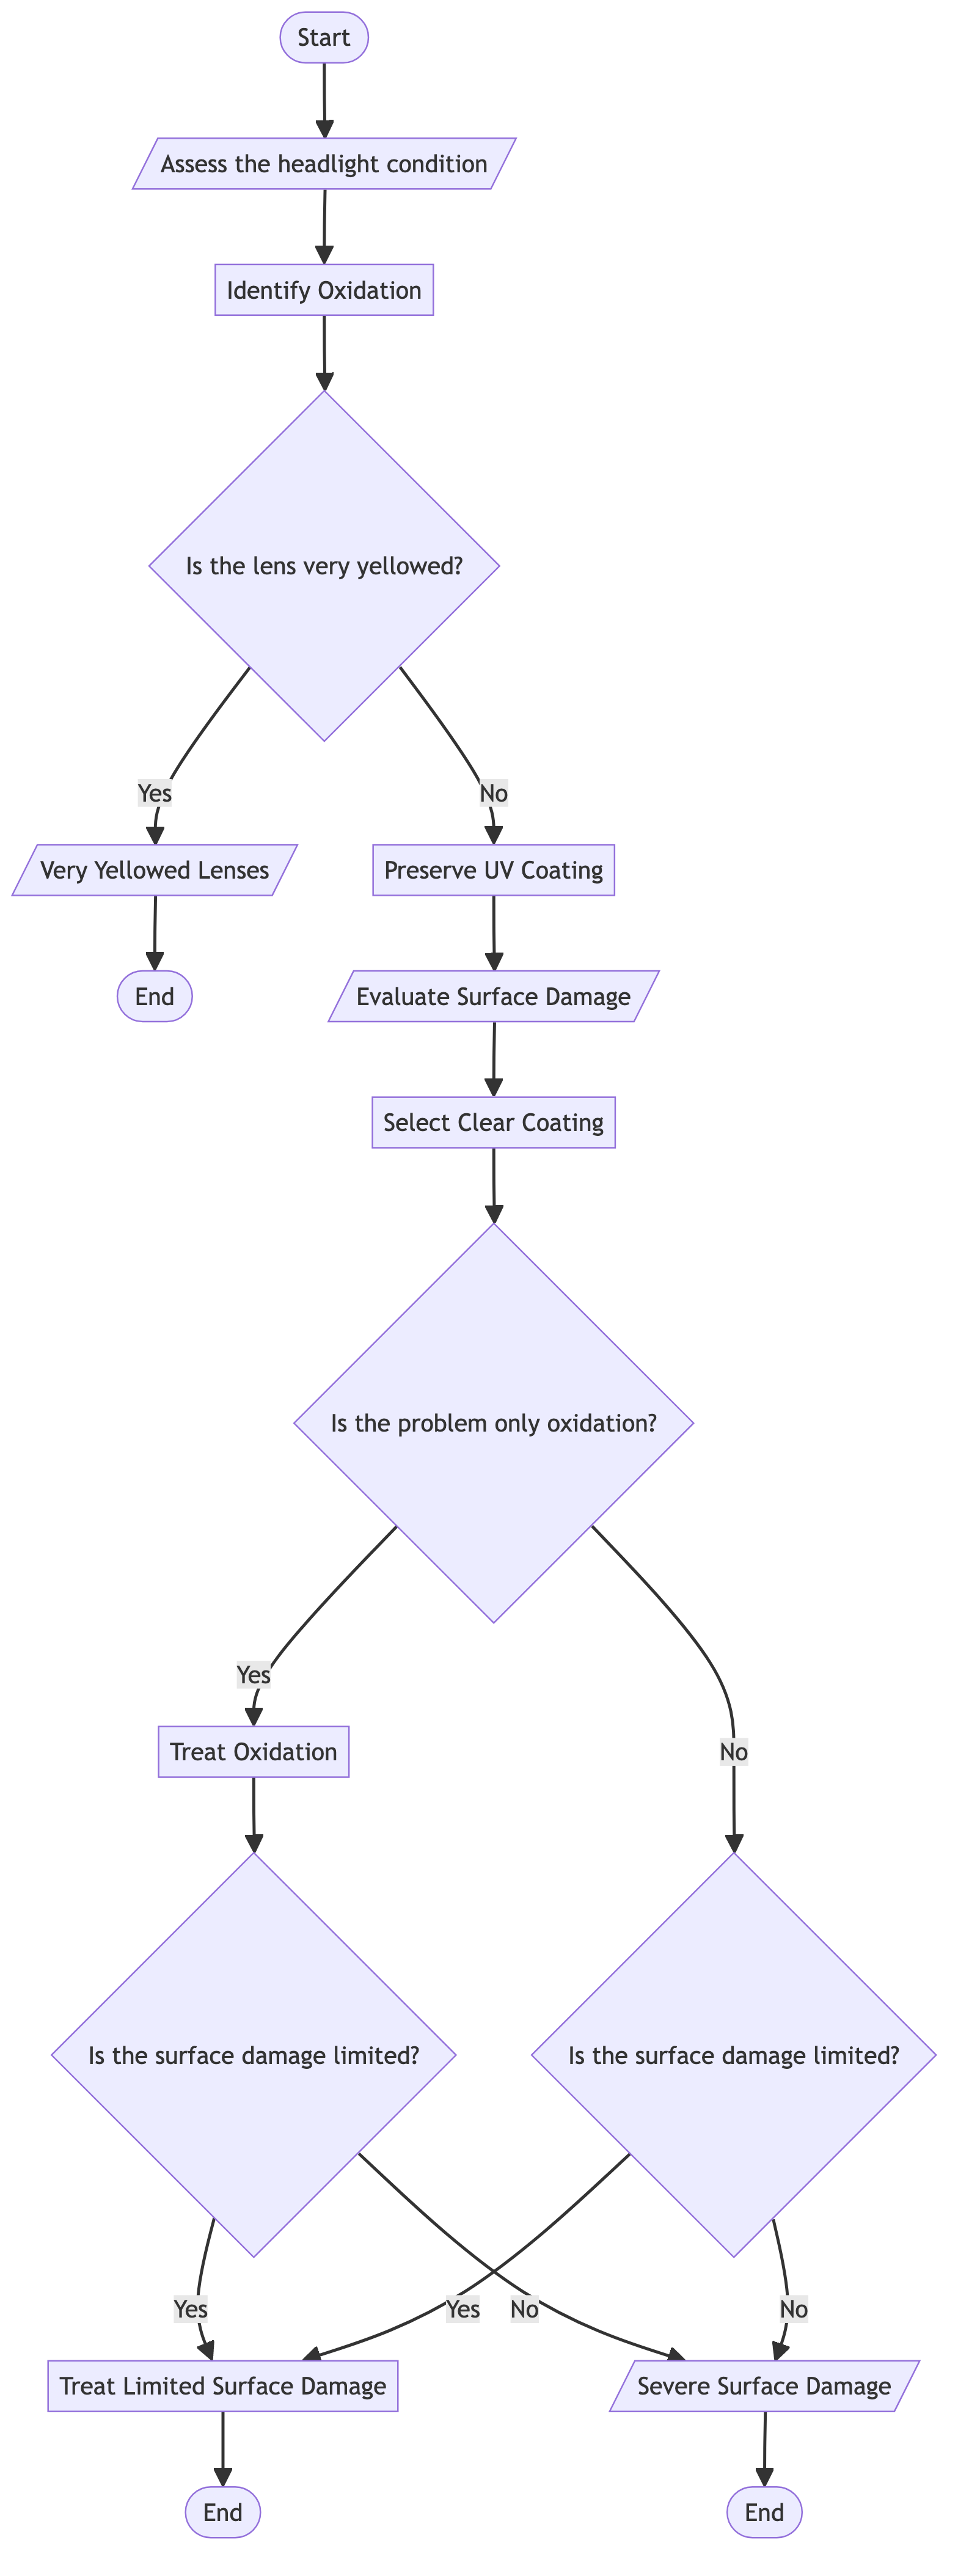 Start
Assess the headlight condition
Identify Oxidation
Is the lens very yellowed?
Yes
No
Very Yellowed Lenses
Preserve UV Coating
End
Evaluate Surface Damage
Select Clear Coating
Is the problem only oxidation?
Yes
Treat Oxidation
No
Is the surface damage limited?
Is the surface damage limited?
Yes
Yes
No
No
Treat Limited Surface Damage
Severe Surface Damage
End
End